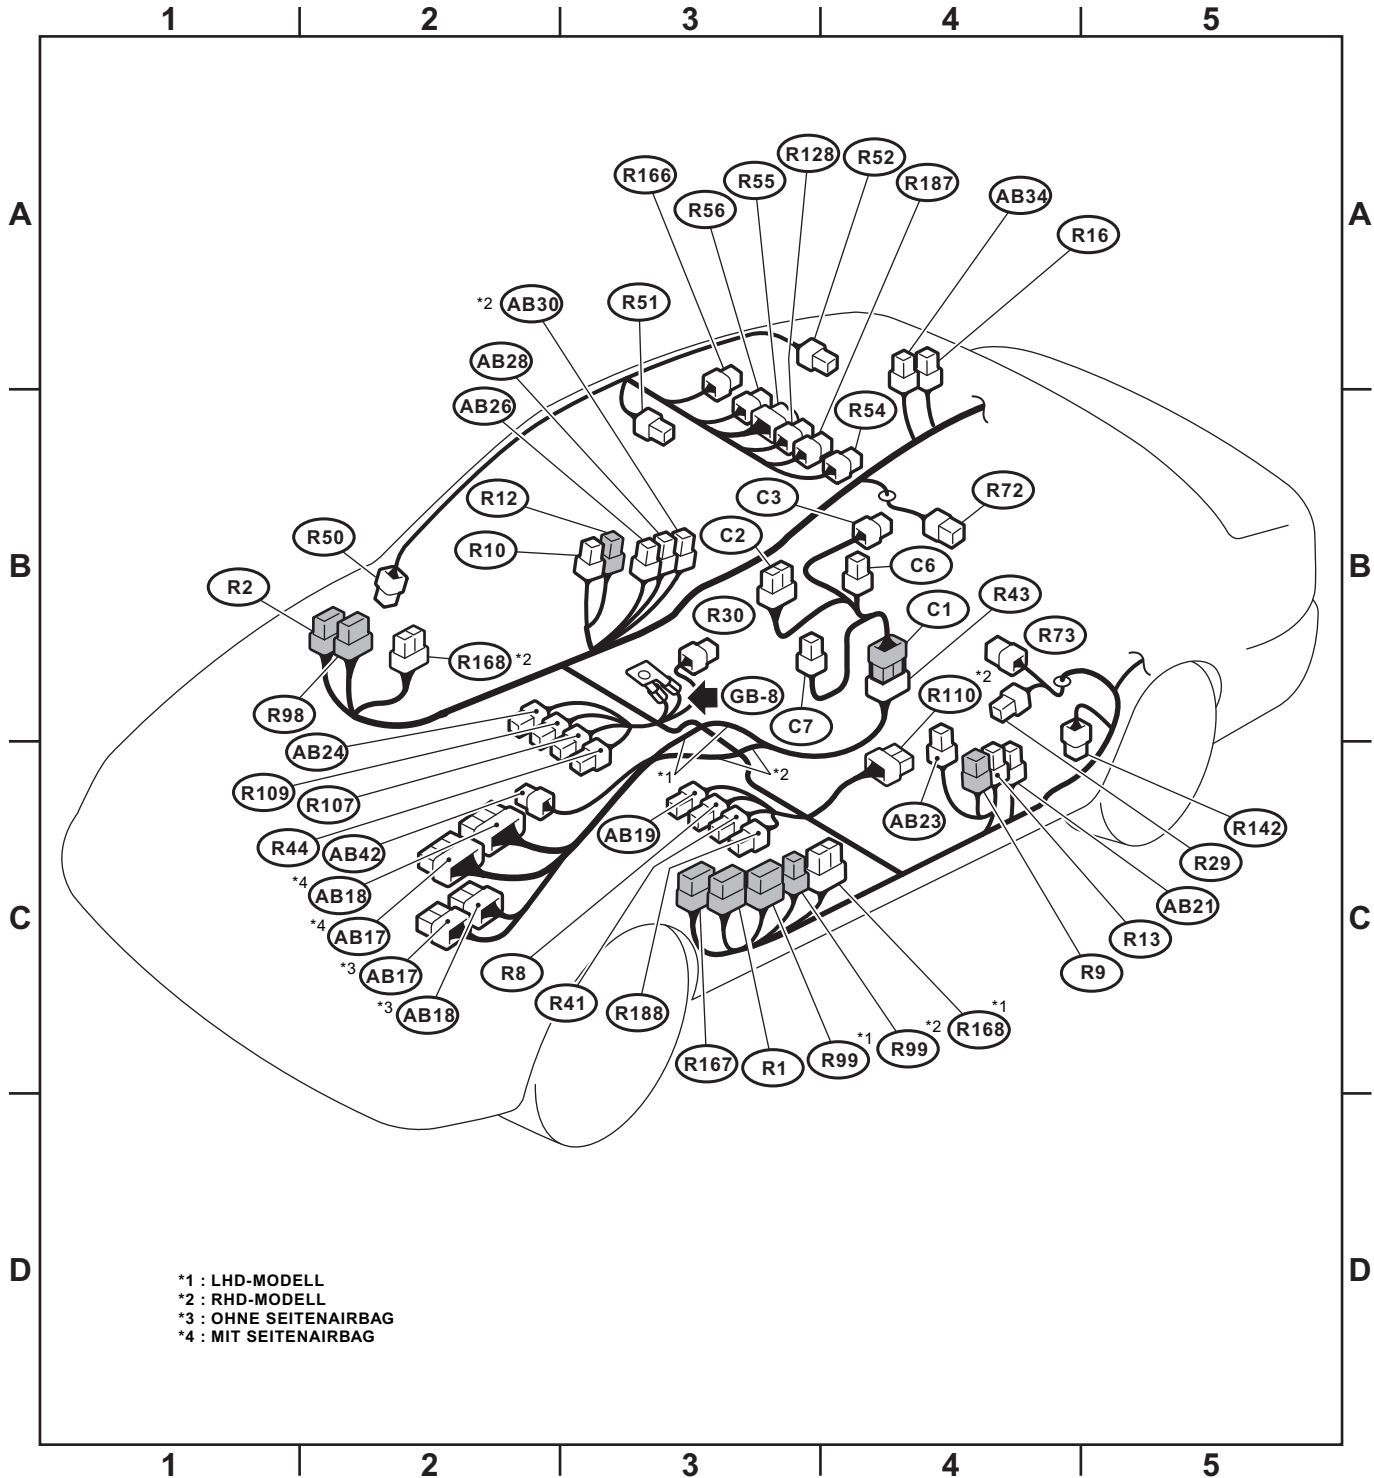 1 2 3 4 5
R128
R52
R166
R55
R187
R56
AB34
A A
R16
*2 AB30
R51
AB28
AB26
R54
R12
C3
R72
R50
C2
R10
B B
C6
R2
R43
R30
C1
R73
R168 *2
R110 *2
GB-8
R98
C7
AB24
*1 *2
R109
R107
AB23
AB19
R142
R44
AB42
R29
*4 AB18
AB21
C C
*4 AB17
R13
*3 AB17
R8
R9
R41
*3 AB18
R188
R168 *1
R99 *2
R99 *1
R167
R1
D D
*1 : LHD-MODELL
*2 : RHD-MODELL
*3 : OHNE SEITENAIRBAG
*4 : MIT SEITENAIRBAG
1 2 3 4 5